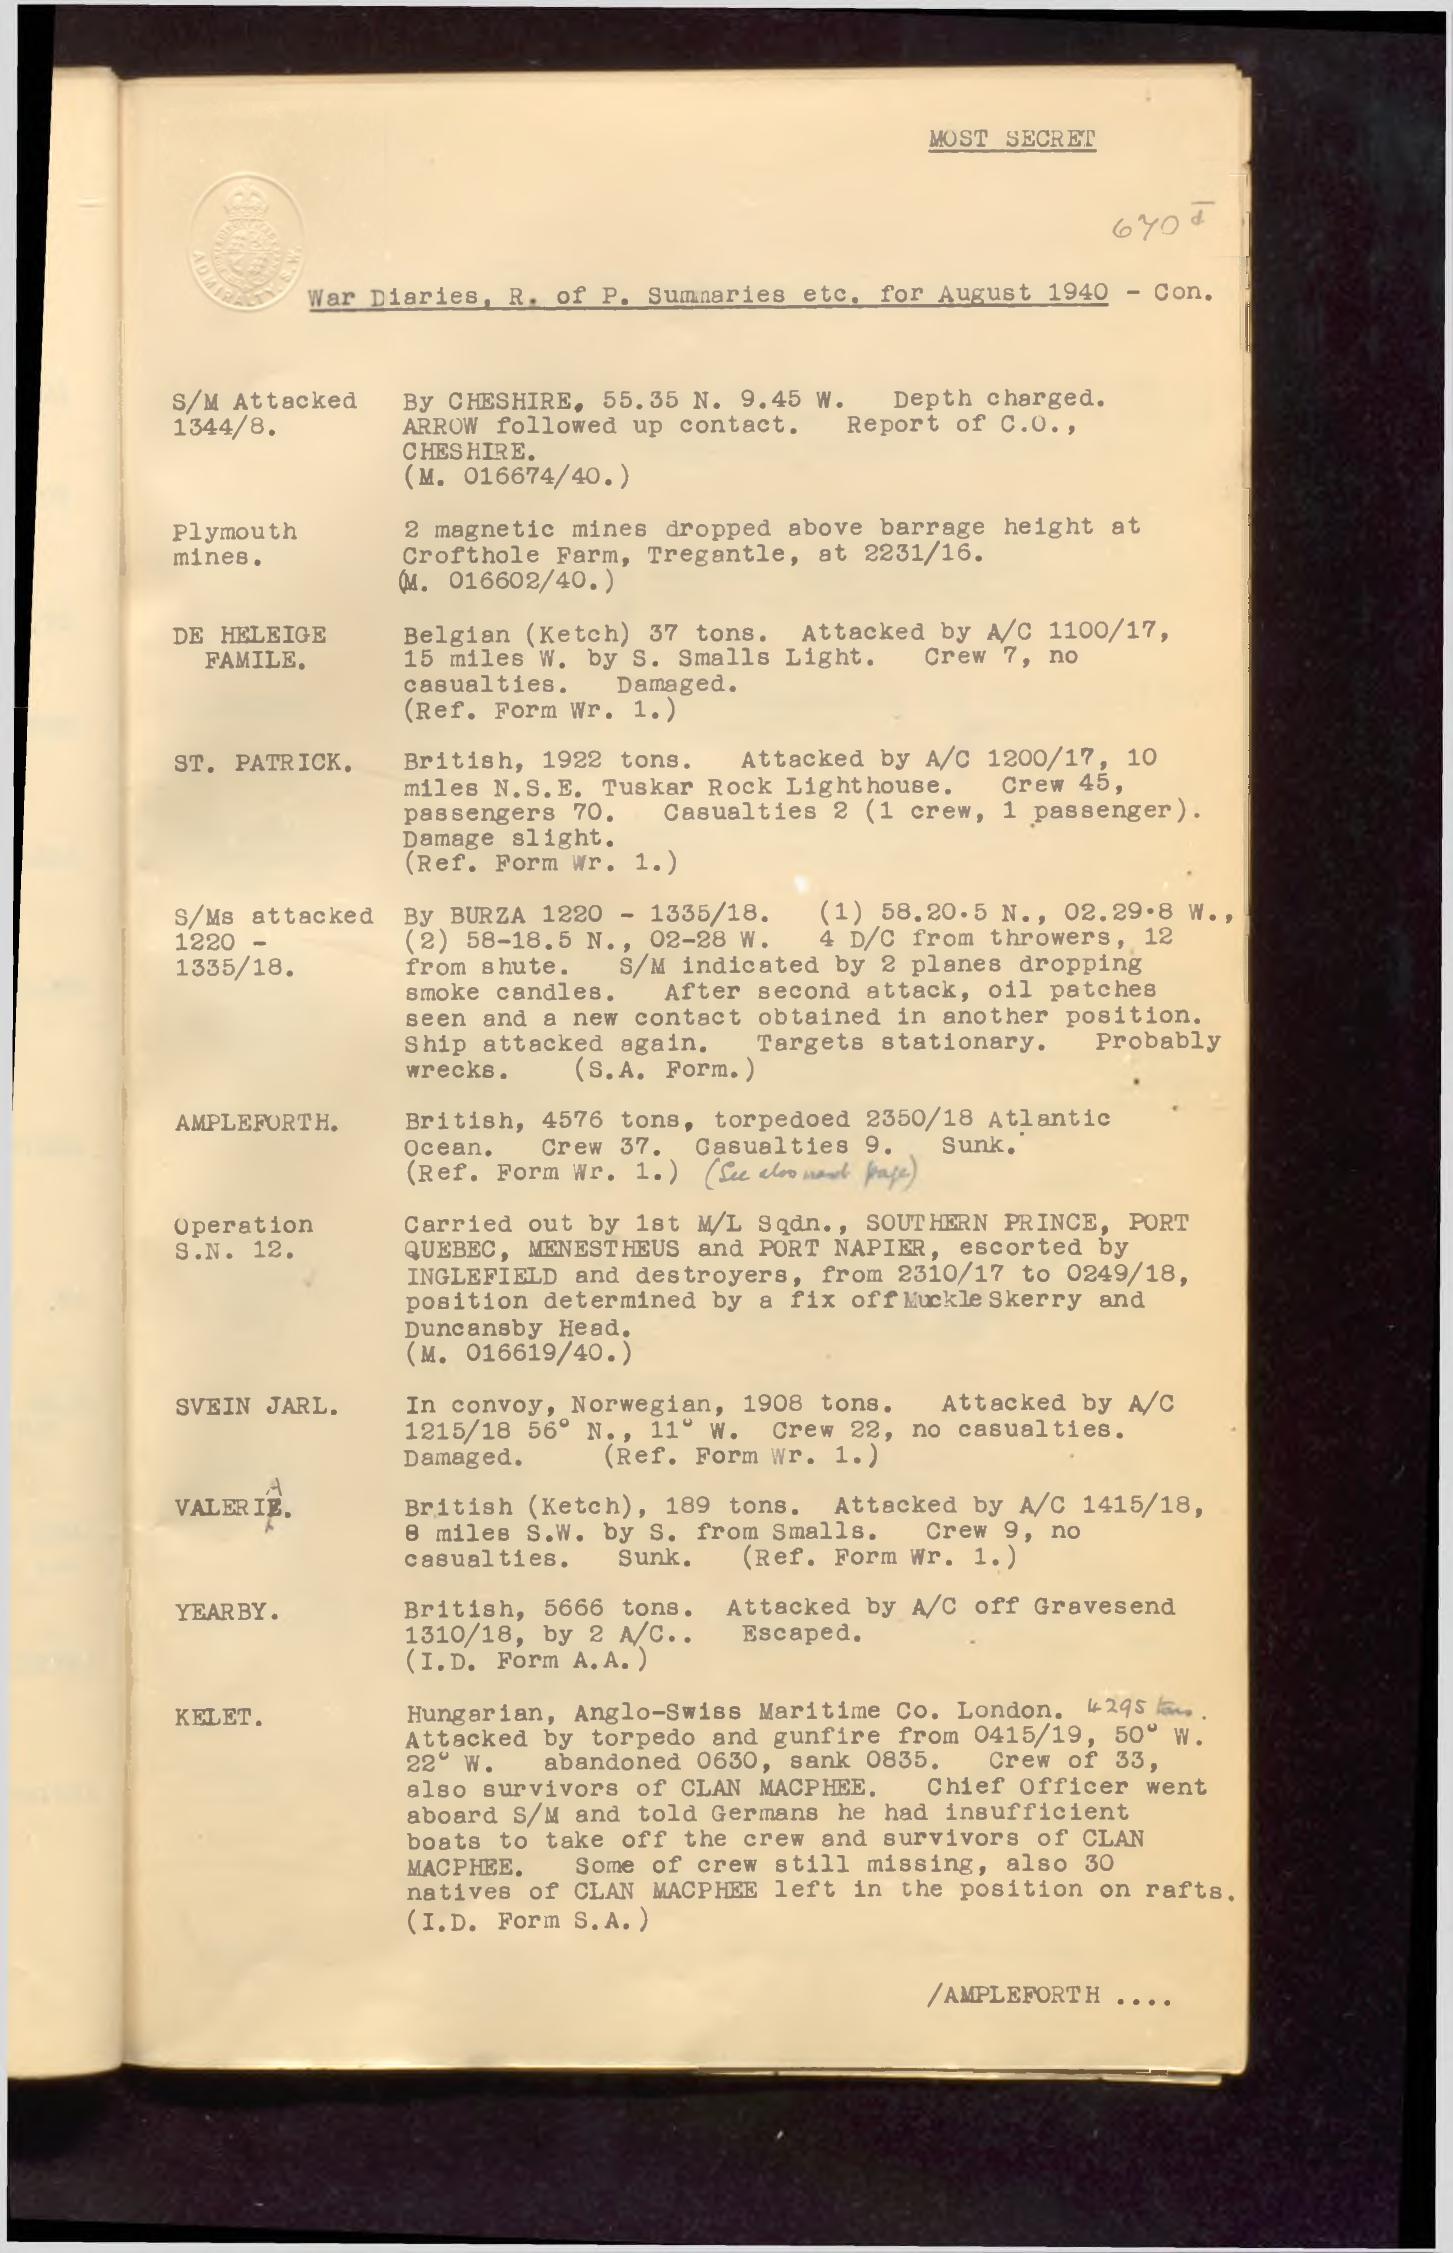 MOST SECRET
670 d I
ADMIRALTY. S.W.
War Diaries, R. of P. Summaries etc. for August 1940 - Con.
S/M Attacked
1344/8.
By CHESHIRE, 55.35 N. 9.45 W. Depth charged.
ARROW followed up contact. Report of C.O.,
CHESHIRE.
(M. 016674/40.)
Plymouth
mines.
2 magnetic mines dropped above barrage height at
Crofthole Farm, Tregantle, at 2231/16.
(M. 016602/40.)
DE HELEIGE
FAMILE.
Belgian (Ketch) 37 tons. Attacked by A/C 1100/17,
15 miles W. by S. Smalls Light. Crew 7, no
casualties. Damaged.
(Ref. Form Wr. 1.)
ST. PATRICK.
British, 1922 tons. Attacked by A/C 1200/17, 10
miles N.S.E. Tuskar Rock Lighthouse. Crew 45,
passengers 70. Casualties 2 (1 crew, 1 passenger).
Damage slight.
(Ref. Form Wr. 1.)
S/Ms attacked
1220 -
1335/18.
By BURZA 1220 - 1335/18. (1) 58.20·5 N., 02.29·8 W.,
(2) 58-18.5 N., 02-28 W. 4 D/C from throwers, 12
from shute. S/M indicated by 2 planes dropping
smoke candles. After second attack, oil patches
seen and a new contact obtained in another position.
Ship attacked again. Targets stationary. Probably
wrecks. (S.A. Form.)
AMPLEFORTH.
British, 4576 tons, torpedoed 2350/18 Atlantic
Ocean. Crew 37. Casualties 9. Sunk.
(Ref. Form Wr. 1.) (See also next page)
Operation
S.N. 12.
Carried out by 1st M/L Sqdn., SOUTHERN PRINCE, PORT
QUEBEC, MENESTHEUS and PORT NAPIER, escorted by
INGLEFIELD and destroyers, from 2310/17 to 0249/18,
position determined by a fix off Muckle Skerry and
Duncansby Head.
(M. 016619/40.)
SVEIN JARL.
In convoy, Norwegian, 1908 tons. Attacked by A/C
1215/18 56° N., 11° W. Crew 22, no casualties.
Damaged. (Ref. Form Wr. 1.)
A
VALERIE.
British (Ketch), 189 tons. Attacked by A/C 1415/18,
8 miles S.W. by S. from Smalls. Crew 9, no
casualties. Sunk. (Ref. Form Wr. 1.)
YEARBY.
British, 5666 tons. Attacked by A/C off Gravesend
1310/18, by 2 A/C.. Escaped.
(I.D. Form A.A.)
KELET.
Hungarian, Anglo-Swiss Maritime Co. London. 4295 tons.
Attacked by torpedo and gunfire from 0415/19, 50° W.
22° W. abandoned 0630, sank 0835. Crew of 33,
also survivors of CLAN MACPHEE. Chief Officer went
aboard S/M and told Germans he had insufficient
boats to take off the crew and survivors of CLAN
MACPHEE. Some of crew still missing, also 30
natives of CLAN MACPHEE left in the position on rafts.
(I.D. Form S.A.)
/AMPLEFORTH ....